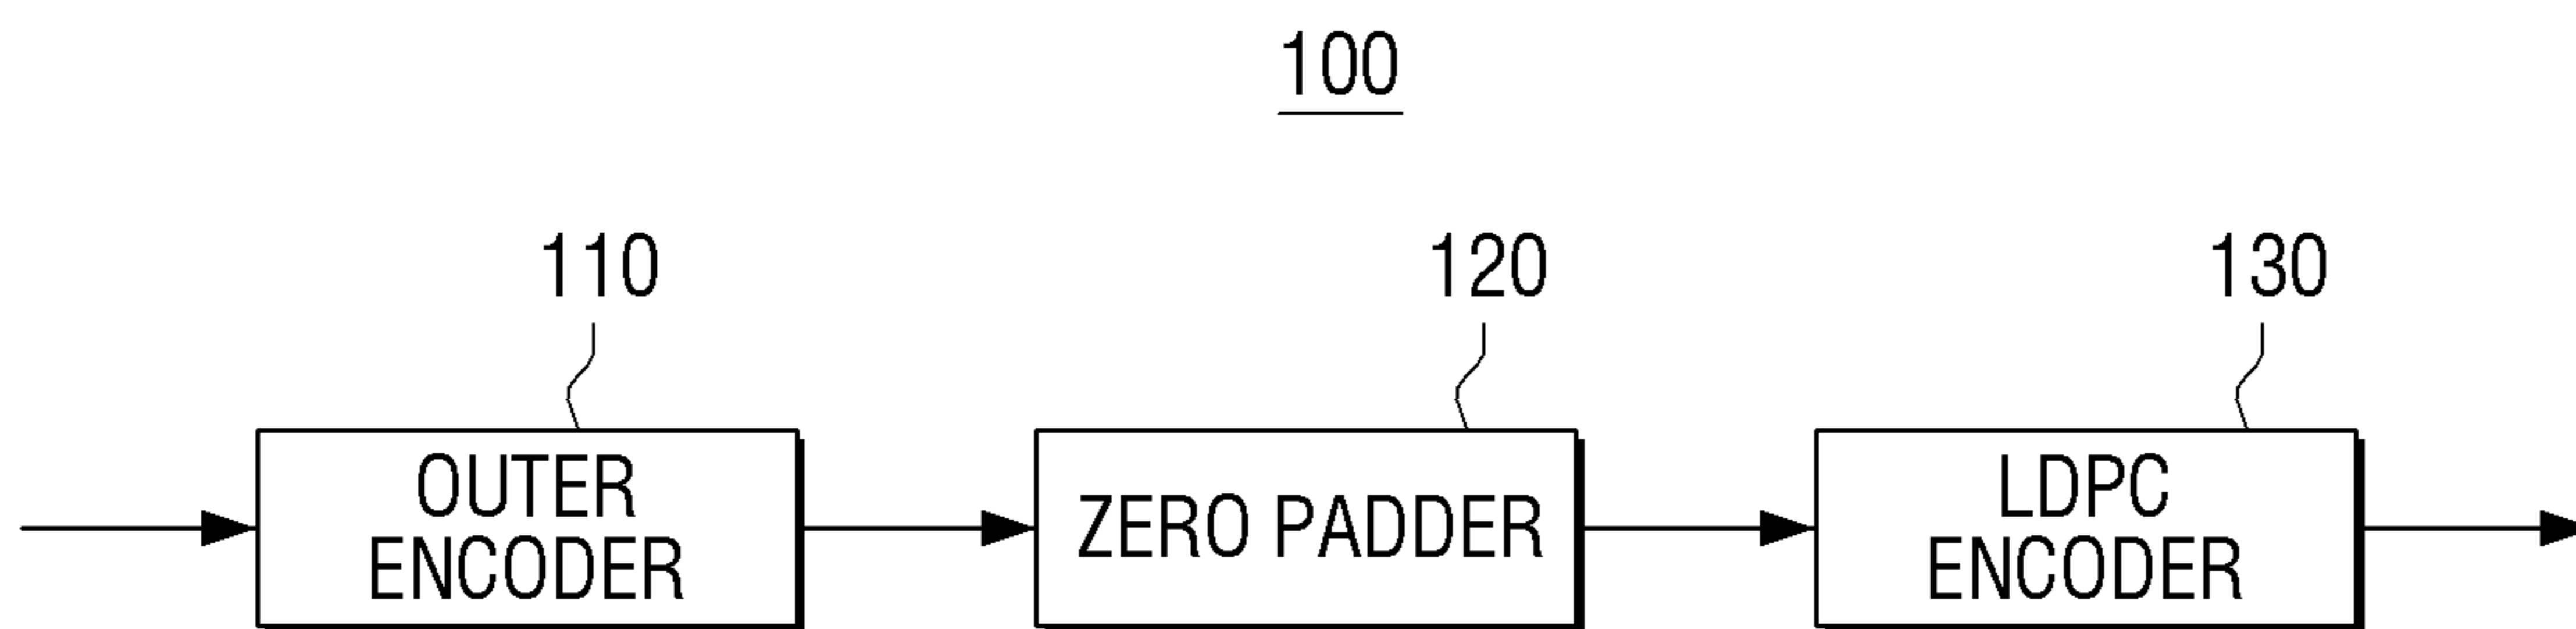 100
110
120
130
OUTER
ENCODER
ZERO PADDER
LDPC
ENCODER